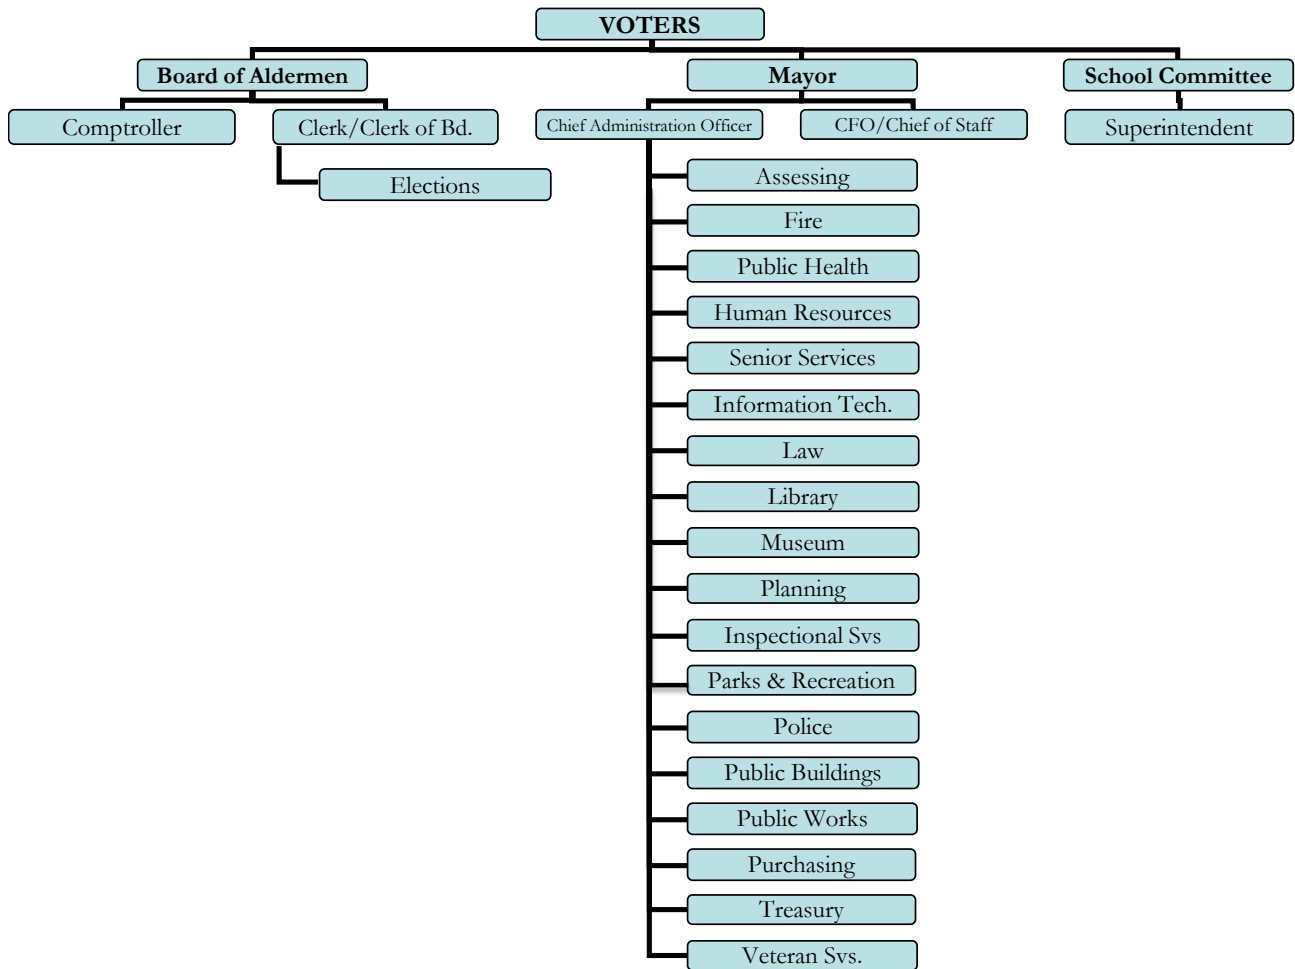 VOTERS
Board of Aldermen
Mayor
School Committee
Comptroller
Clerk/Clerk of Bd.
Chief Administration Officer
CFO/Chief of Staff
Superintendent
Elections
Assessing
Fire
Public Health
Human Resources
Senior Services
Information Tech.
Law
Library
Museum
Planning
Inspectional Svs
Parks & Recreation
Police
Public Buildings
Public Works
Purchasing
Treasury
Veteran Svs.